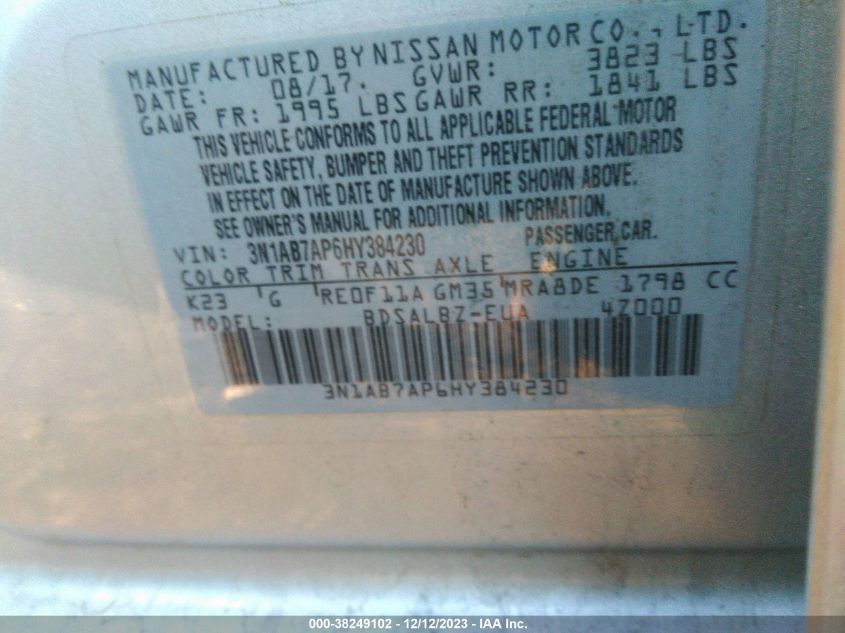 MANUFACTURED BY NISSAN MOTOR CO., LTD.
DATE: 08/17. GVWR: 3823 LBS
GAWR FR: 1995 LBS GAWR RR: 1841 LBS
THIS VEHICLE CONFORMS TO ALL APPLICABLE FEDERAL MOTOR
VEHICLE SAFETY, BUMPER AND THEFT PREVENTION STANDARDS
IN EFFECT ON THE DATE OF MANUFACTURE SHOWN ABOVE.
SEE OWNER'S MANUAL FOR ADDITIONAL INFORMATION.
VIN: 3N1AB7AP6HY384230 PASSENGER CAR.
COLOR TRIM TRANS AXLE ENGINE
K23 G RE0F11A GM35 MRA8DE 1798 CC
MODEL: BDSALBZ-EUA 4Z000
3N1AB7AP6HY384230
000-38249102 - 12/12/2023 - IAA Inc.